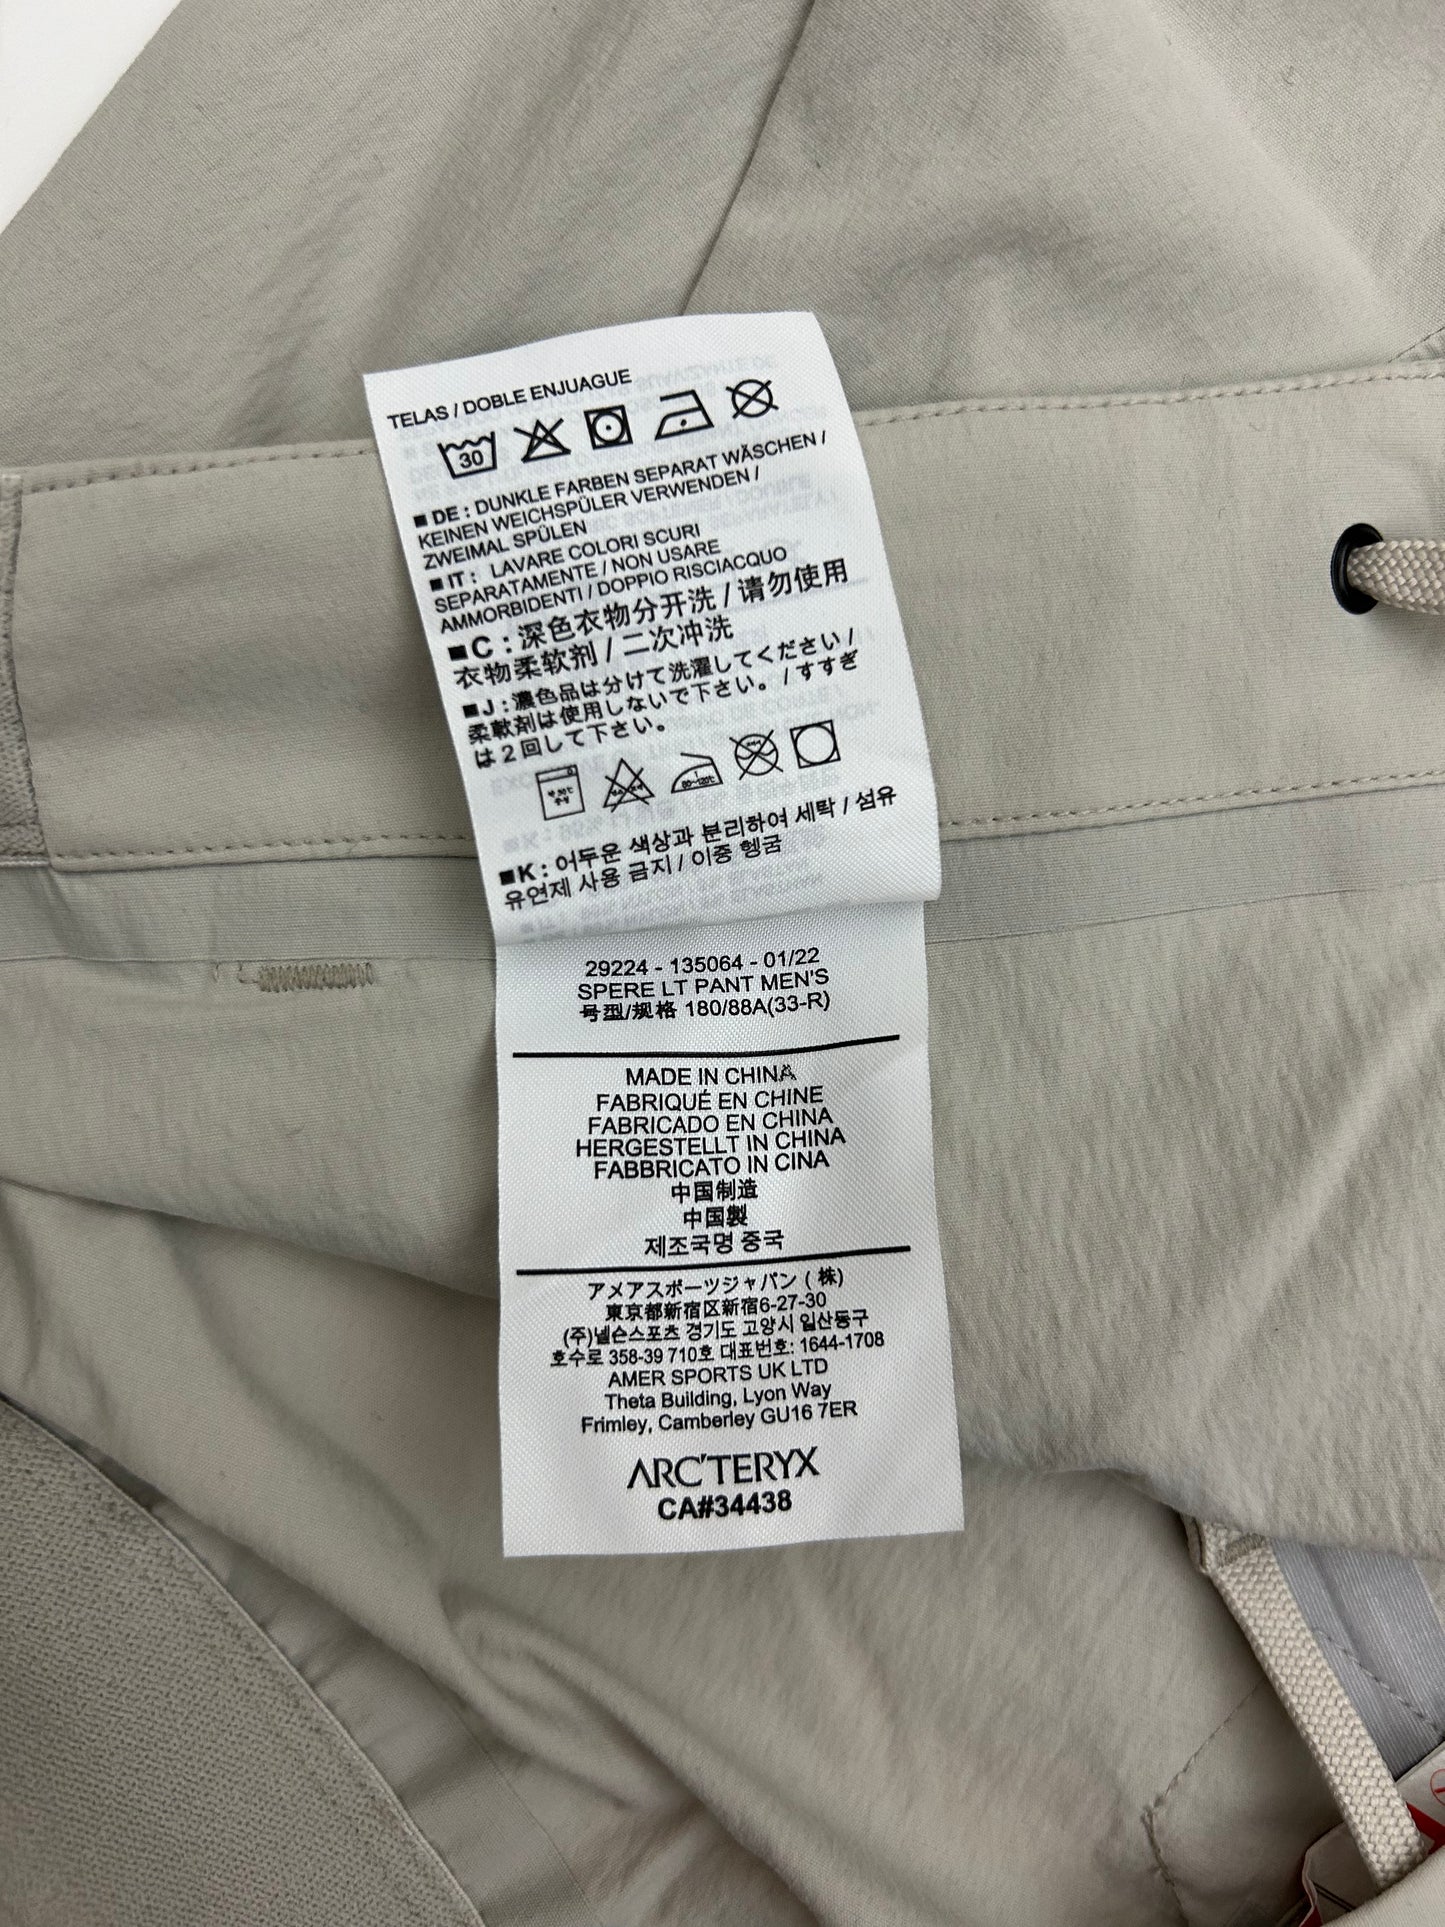 TELAS / DOBLE ENJUAGUE
30
■ DE : DUNKLE FARBEN SEPARAT WÄSCHEN /
KEINEN WEICHSPÜLER VERWENDEN /
ZWEIMAL SPÜLEN
■ IT : LAVARE COLORI SCURI
SEPARATAMENTE / NON USARE
AMMORBIDENTI / DOPPIO RISCIACQUO
■ C : 深色衣物分开洗 / 请勿使用
衣物柔软剂 / 二次冲洗
■ J : 濃色品は分けて洗濯してください /
柔軟剤は使用しないで下さい。 / すすぎ
は 2 回して下さい。
■ K : 어두운 색상과 분리하여 세탁 / 섬유
유연제 사용 금지 / 이중 헹굼
29224 - 135064 - 01/22
SPERE LT PANT MEN'S
号型/规格 180/88A(33-R)
MADE IN CHINA
FABRIQUÉ EN CHINE
FABRICADO EN CHINA
HERGESTELLT IN CHINA
FABBRICATO IN CINA
中国制造
中国製
제조국명 중국
アメアスポーツジャパン ( 株)
東京都新宿区新宿6-27-30
(주)넬슨스포츠 경기도 고양시 일산동구
호수로 358-39 710호 대표번호: 1644-1708
AMER SPORTS UK LTD
Theta Building, Lyon Way
Frimley, Camberley GU16 7ER
ARC'TERYX
CA#34438